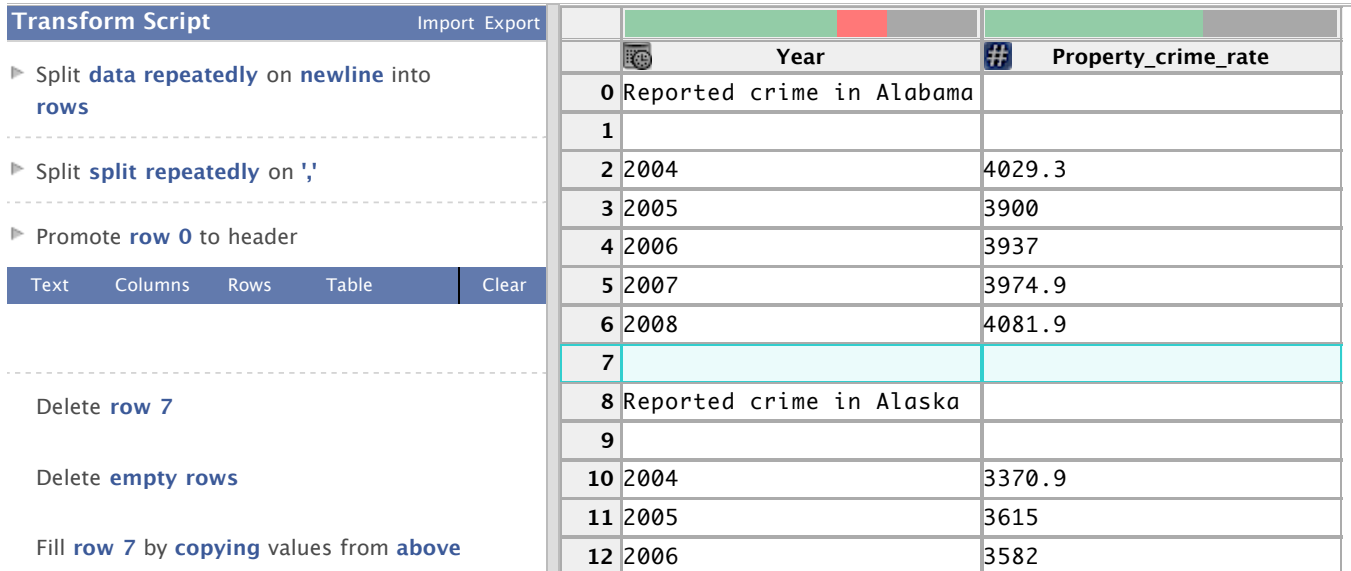 Transform Script Import Export
Split data repeatedly on newline into
rows
Split split repeatedly on ','
Promote row 0 to header
Text Columns Rows Table Clear
Delete row 7
Delete empty rows
Fill row 7 by copying values from above
Year # Property_crime_rate
0 Reported crime in Alabama
1
2 2004 4029.3
3 2005 3900
4 2006 3937
5 2007 3974.9
6 2008 4081.9
7
8 Reported crime in Alaska
9
10 2004 3370.9
11 2005 3615
12 2006 3582